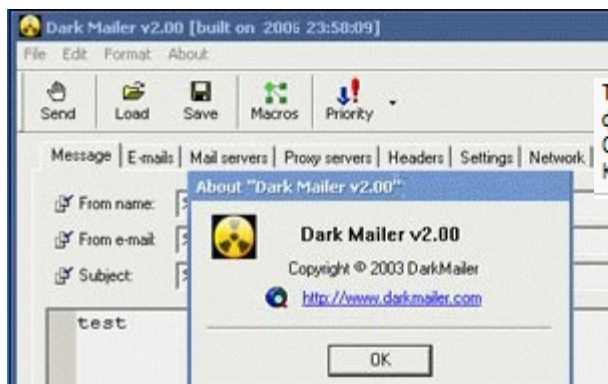 Dark Mailer v2.00 [built on 2006 23:58:09]
File Edit Format About
Send Load Save Macros Priority
Message E-mails Mail servers Proxy servers Headers Settings Network
About "Dark Mailer v2.00"
From name:
Dark Mailer v2.00
From e-mail:
Copyright © 2003 DarkMailer
Subject:
http://www.darkmailer.com
test
OK